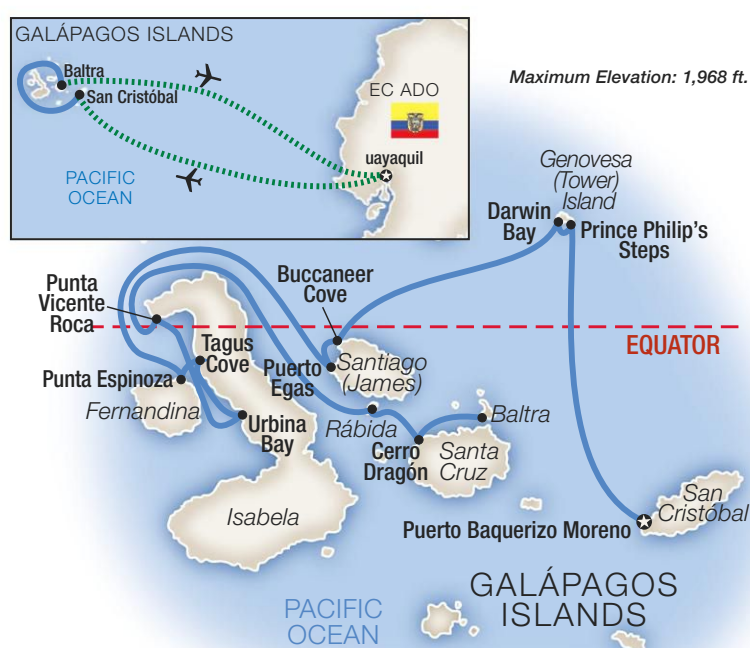 GALÁPAGOS ISLANDS
Baltra
San Cristóbal
EC ADO
uayaquil
PACIFIC
OCEAN
Maximum Elevation: 1,968 ft.
Genovesa
(Tower)
Island
Darwin
Bay
Prince Philip's
Steps
Punta
Vicente
Roca
Buccaneer
Cove
EQUATOR
Tagus
Cove
Puerto
Egas
Santiago
(James)
Punta Espinoza
Fernandina
Urbina
Bay
Rábida
Baltra
Cerro
Dragón
Santa
Cruz
Isabela
San
Cristóbal
Puerto Baquerizo Moreno
GALÁPAGOS
ISLANDS
PACIFIC
OCEAN